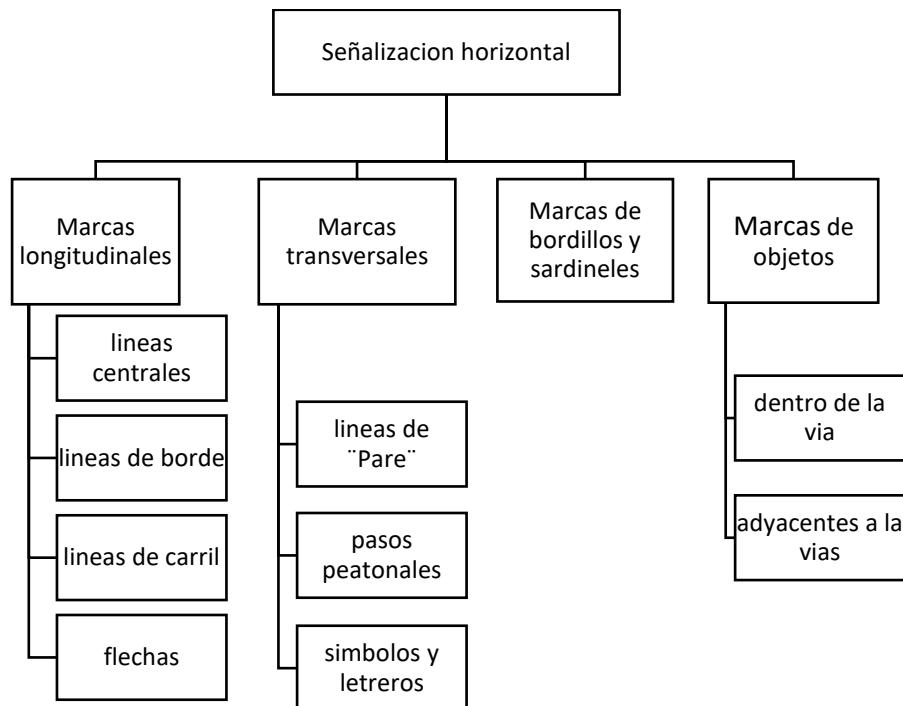 Señalizacion horizontal
Marcas
longitudinales
lineas
centrales
lineas de borde
lineas de carril
flechas
Marcas
transversales
lineas de
¨Pare¨
pasos
peatonales
simbolos y
letreros
Marcas de
bordillos y
sardineles
Marcas de
objetos
dentro de la
via
adyacentes a la
vias